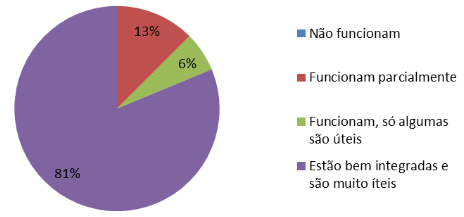 13%
6%
81%
Não funcionam
Funcionam parcialmente
Funcionam, só algumas
são úteis
Estão bem integradas e
são muito íteis